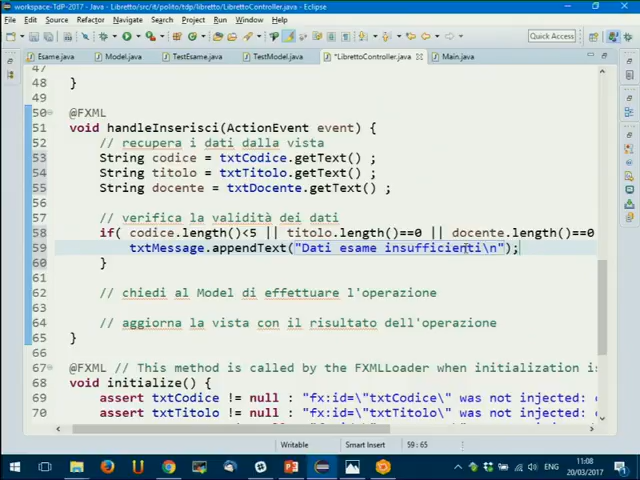 workspace-TdP-2017 - Java - Libretto/src/it/polito/tdp/libretto/LibrettoController.java - Eclipse
File Edit Source Refactor Navigate Search Project Run Window Help
Quick Access
Esame.java Model.java TestEsame.java TestModel.java *LibrettoController.java Main.java
47
48 }
49
50 @FXML
51 void handleInserisci(ActionEvent event) {
52 // recupera i dati dalla vista
53 String codice = txtCodice.getText() ;
54 String titolo = txtTitolo.getText() ;
55 String docente = txtDocente.getText() ;
56
57 // verifica la validità dei dati
58 if( codice.length()<5 || titolo.length()==0 || docente.length()==0
59 txtMessage.appendText("Dati esame insufficienti\n");
60 }
61
62 // chiedi al Model di effettuare l'operazione
63
64 // aggiorna la vista con il risultato dell'operazione
65 }
66
67 @FXML // This method is called by the FXMLLoader when initialization is
68 void initialize() {
69 assert txtCodice != null : "fx:id=\"txtCodice\" was not injected:
70 assert txtTitolo != null : "fx:id=\"txtTitolo\" was not injected:
Writable Smart Insert 59 : 65
11:08
20/03/2017